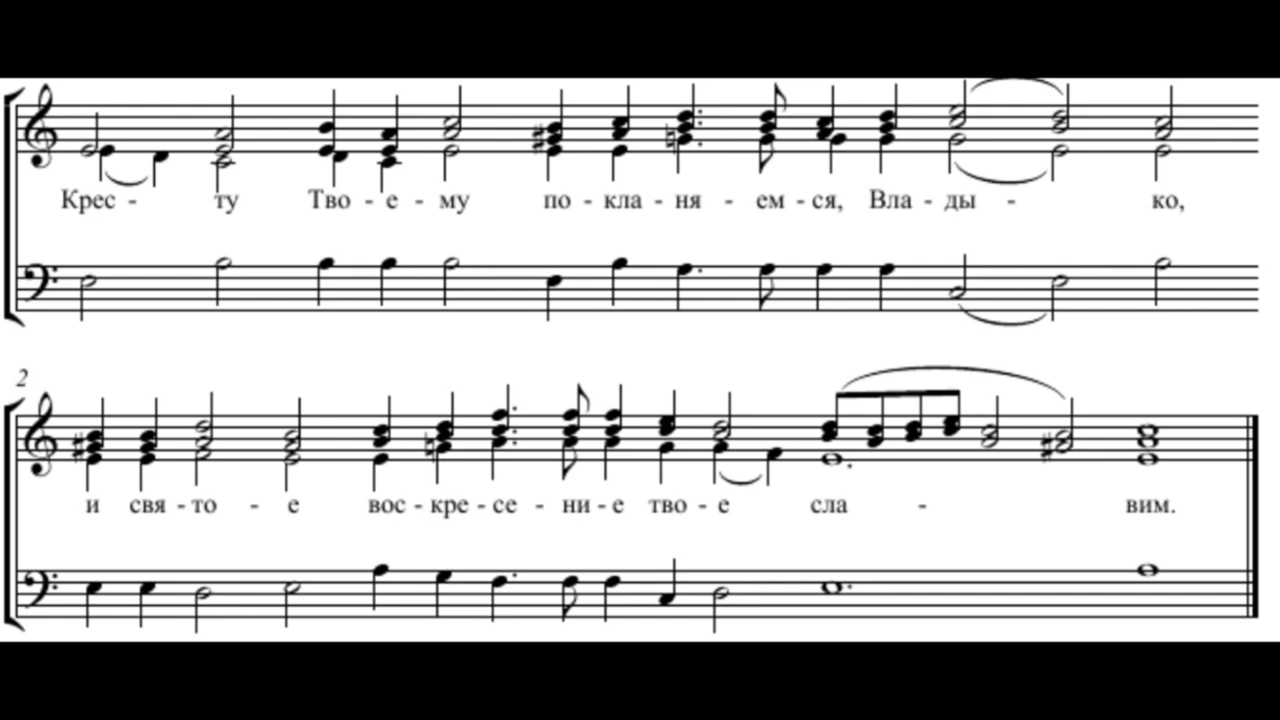 Крес - ту Тво - е - му по - кла - ня - ем - ся, Вла - ды - ко,
2
и свя - то - е вос - кре - се - ни - е тво - е сла - вим.